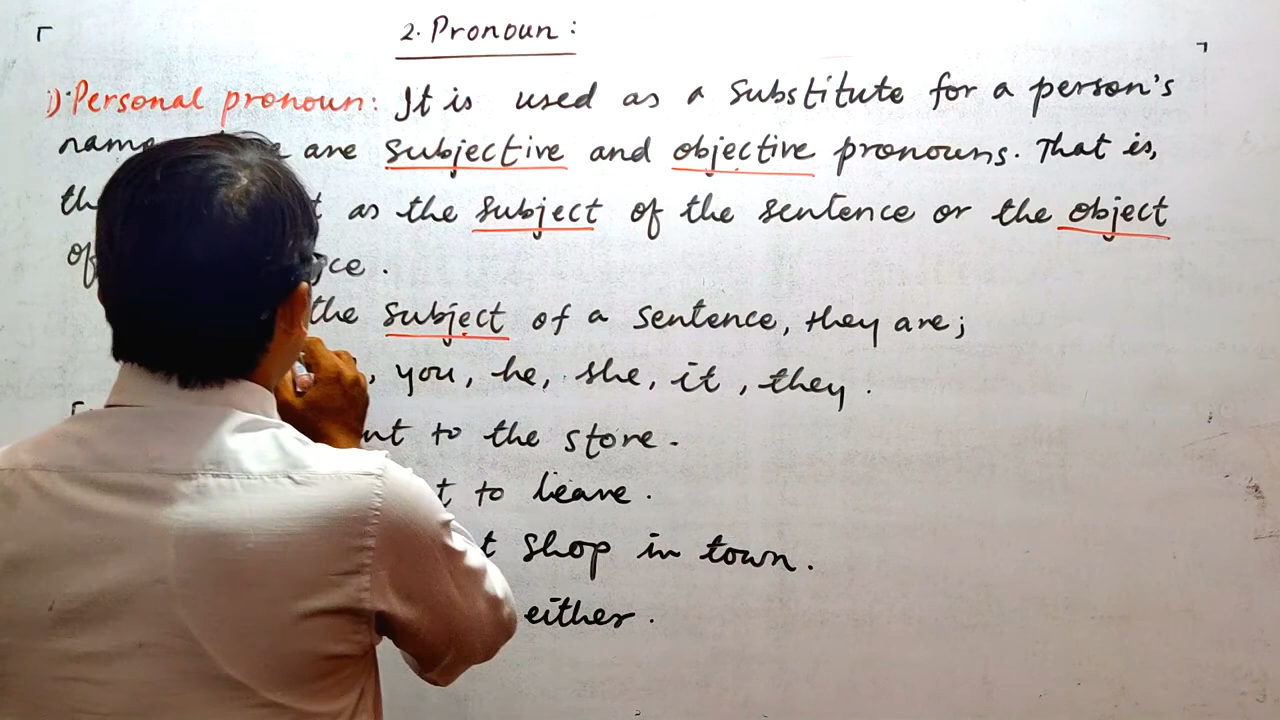 2. Pronoun:
i) Personal pronoun: It is used as a substitute for a person's
name are subjective and objective pronouns. That is,
as the subject of the sentence or the object
of .
the subject of a sentence, they are;
, you, he, she, it, they.
to the store.
to leave.
shop in town.
either.